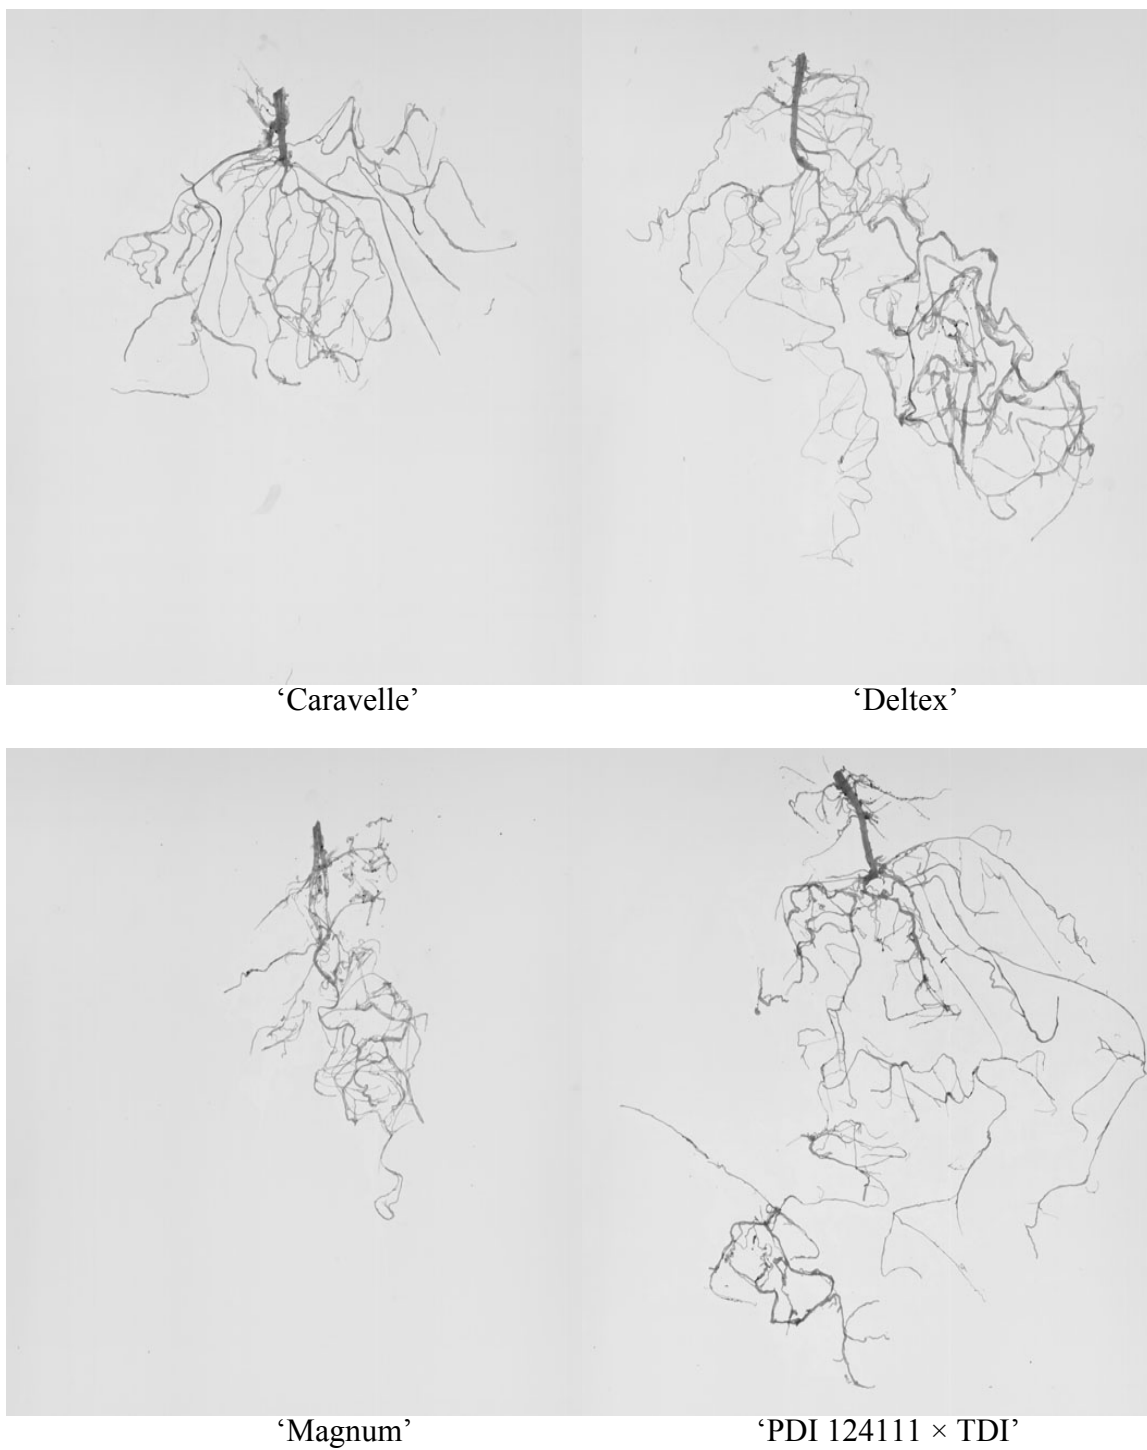 ‘Caravelle’
‘Deltex’
‘Magnum’
‘PDI 124111 × TDI’